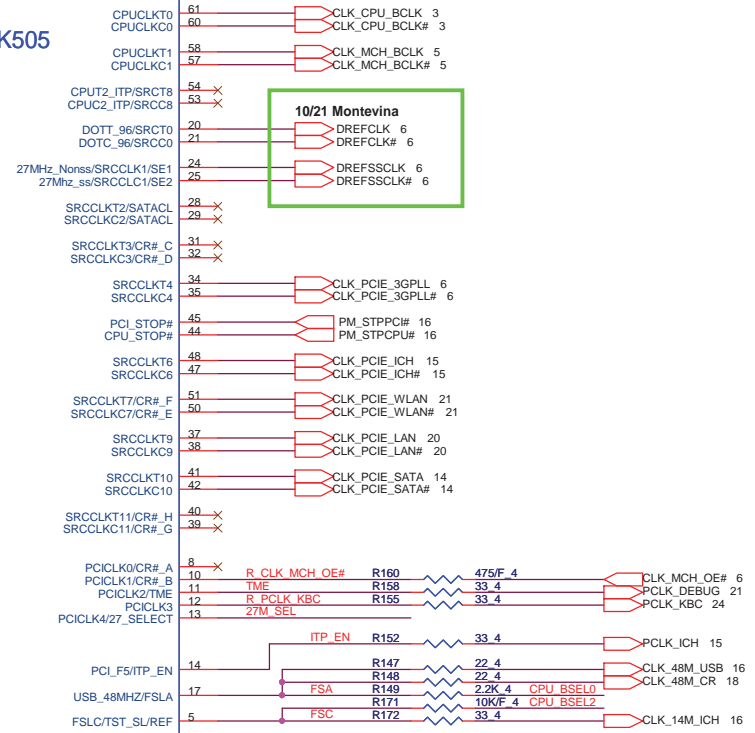 K505
CPUCLKT0 61 CLK_CPU_BCLK 3
CPUCLKC0 60 CLK_CPU_BCLK# 3
CPUCLKT1 58 CLK_MCH_BCLK 5
CPUCLKC1 57 CLK_MCH_BCLK# 5
CPUT2_ITP/SRCT8 54
CPUC2_ITP/SRCC8 53
10/21 Montevina
DOTT_96/SRCT0 20 DREFCLK 6
DOTC_96/SRCC0 21 DREFCLK# 6
27MHz_Nonss/SRCCLK1/SE1 24 DREFSSCLK 6
27Mhz_ss/SRCCLC1/SE2 25 DREFSSCLK# 6
SRCCLKT2/SATACL 28
SRCCLKC2/SATACL 29
SRCCLKT3/CR#_C 31
SRCCLKC3/CR#_D 32
SRCCLKT4 34 CLK_PCIE_3GPLL 6
SRCCLKC4 35 CLK_PCIE_3GPLL# 6
PCI_STOP# 45 PM_STPPCI# 16
CPU_STOP# 44 PM_STPCPU# 16
SRCCLKT6 48 CLK_PCIE_ICH 15
SRCCLKC6 47 CLK_PCIE_ICH# 15
SRCCLKT7/CR#_F 51 CLK_PCIE_WLAN 21
SRCCLKC7/CR#_E 50 CLK_PCIE_WLAN# 21
SRCCLKT9 37 CLK_PCIE_LAN 20
SRCCLKC9 38 CLK_PCIE_LAN# 20
SRCCLKT10 41 CLK_PCIE_SATA 14
SRCCLKC10 42 CLK_PCIE_SATA# 14
SRCCLKT11/CR#_H 40
SRCCLKC11/CR#_G 39
PCICLK0/CR#_A 8
PCICLK1/CR#_B 10 R_CLK_MCH_OE# R160 475/F_4 CLK_MCH_OE# 6
PCICLK2/TME 11 TME R158 33_4 PCLK_DEBUG 21
PCICLK3 12 R_PCLK_KBC R155 33_4 PCLK_KBC 24
PCICLK4/27_SELECT 13 27M_SEL
ITP_EN R152 33_4 PCLK_ICH 15
PCI_F5/ITP_EN 14
R147 22_4 CLK_48M_USB 16
R148 22_4 CLK_48M_CR 18
USB_48MHZ/FSLA 17 FSA R149 2.2K_4 CPU_BSEL0
R171 10K/F_4 CPU_BSEL2
FSLC/TST_SL/REF 5 FSC R172 33_4 CLK_14M_ICH 16